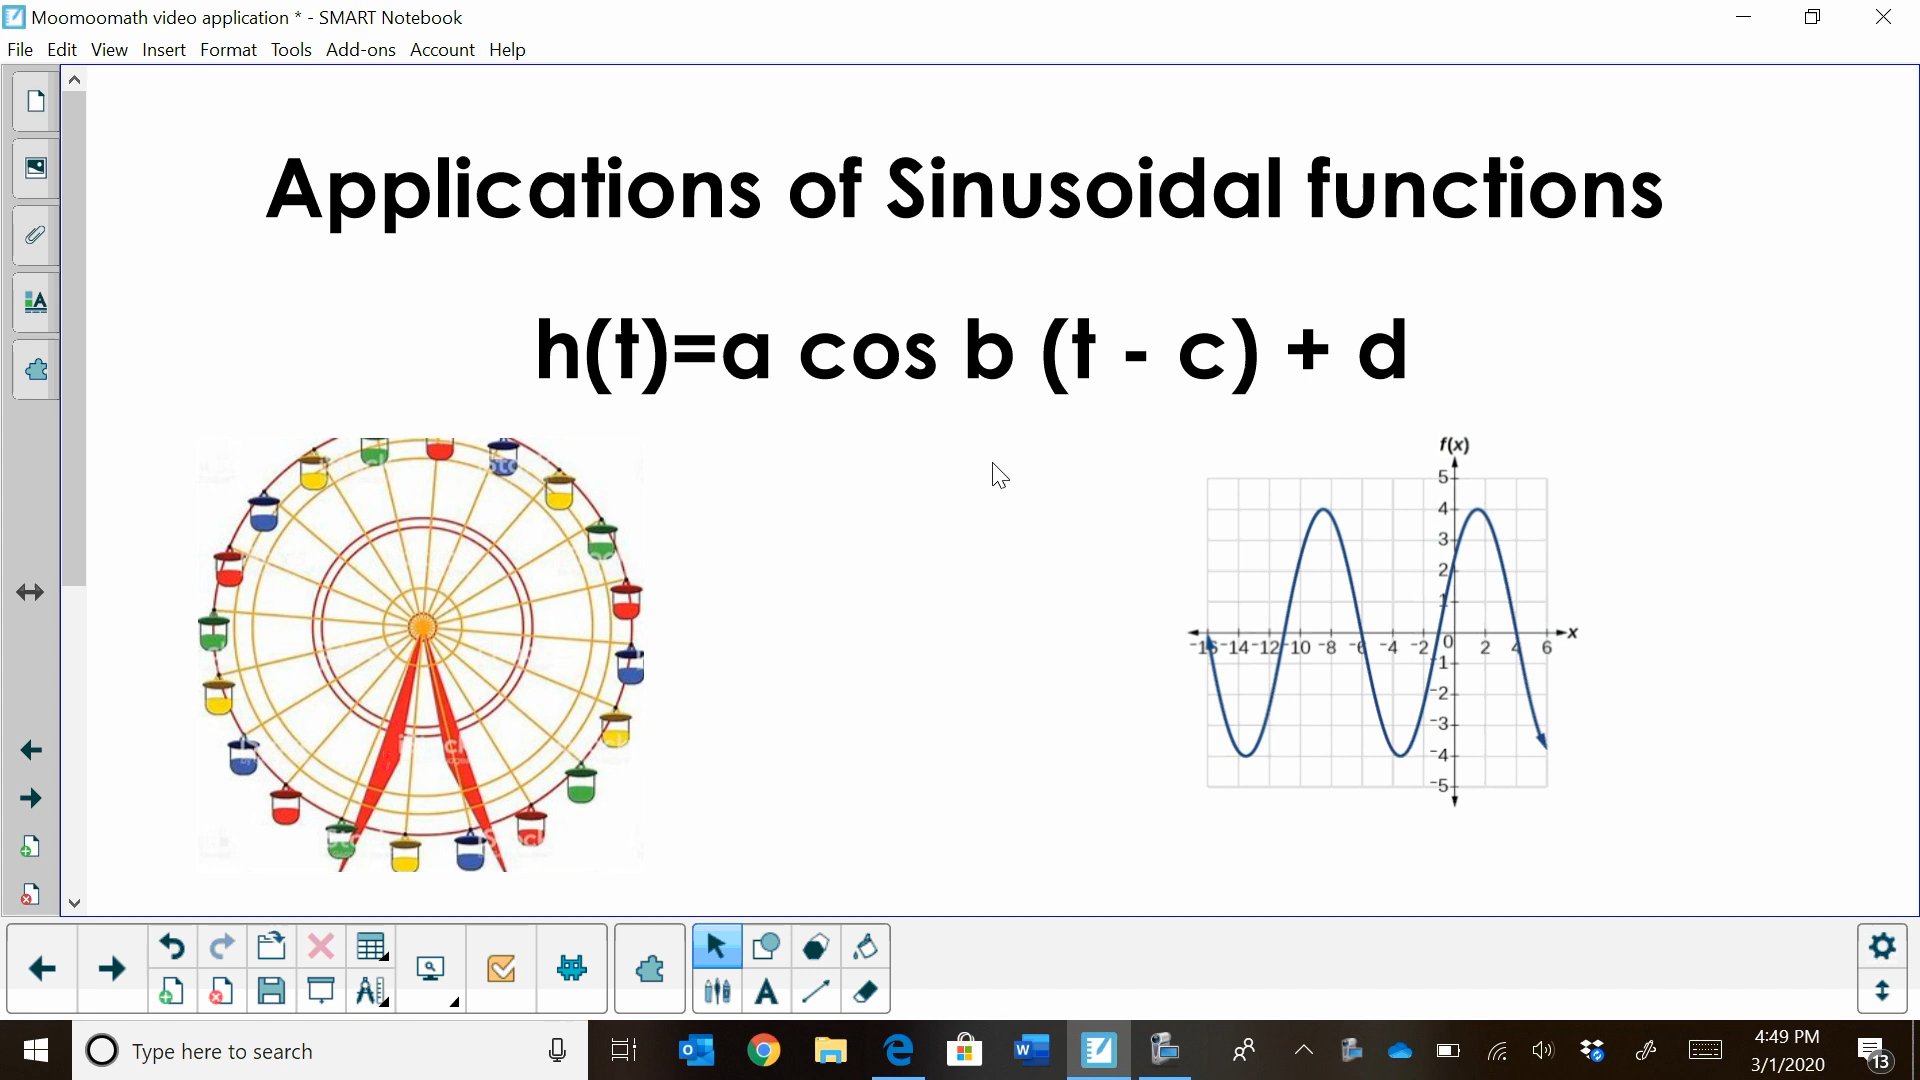 Moomoomath video application * - SMART Notebook
File Edit View Insert Format Tools Add-ons Account Help
Applications of Sinusoidal functions
h(t)=a cos b (t - c) + d
f(x)
5
4
3
2
1
-16 -14 -12 -10 -8 -6 -4 -2 0 2 4 6 x
-1
-2
-3
-4
-5
Type here to search
4:49 PM
3/1/2020
13